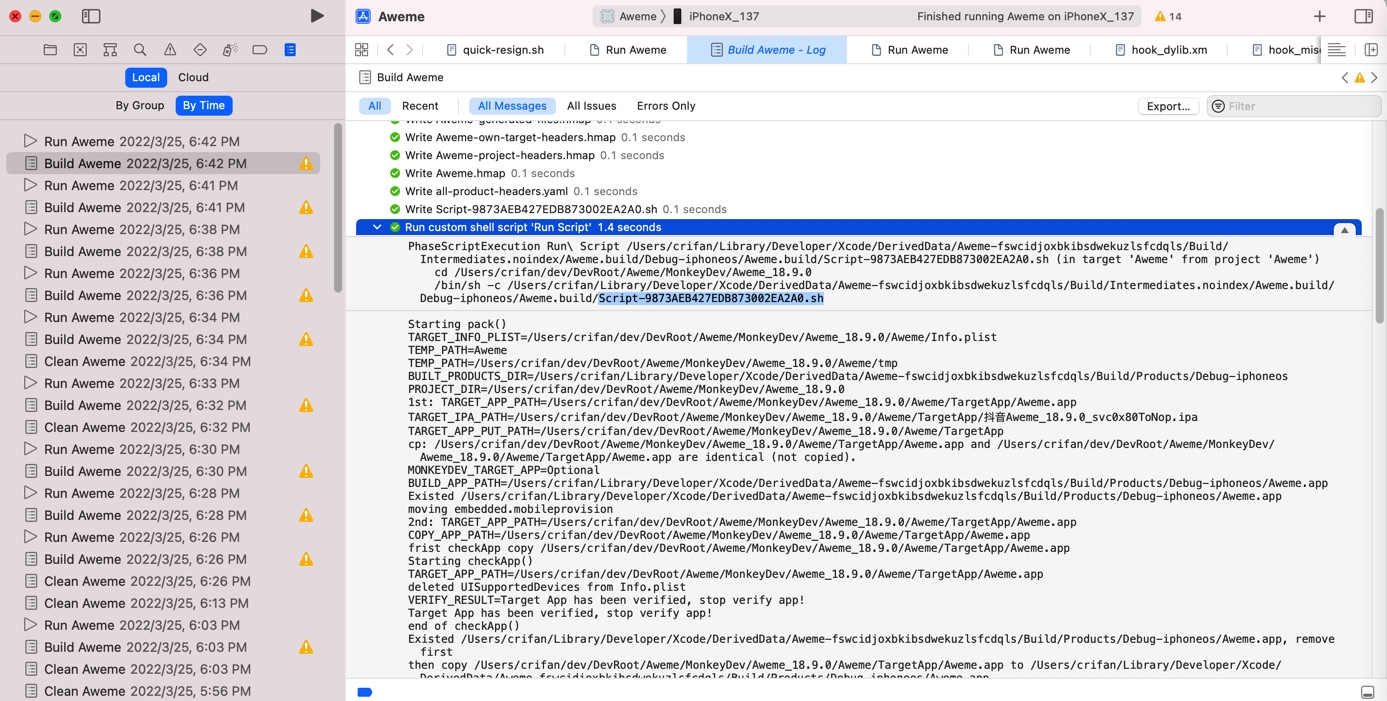 Aweme
Aweme 〉 iPhoneX_137
Finished running Aweme on iPhoneX_137
14
quick-resign.sh
Run Aweme
Build Aweme - Log
Run Aweme
Run Aweme
hook_dylib.xm
hook_mis
Local
Cloud
Build Aweme
By Group
By Time
All
Recent
All Messages
All Issues
Errors Only
Export...
Filter
Run Aweme 2022/3/25, 6:42 PM
Build Aweme 2022/3/25, 6:42 PM
Run Aweme 2022/3/25, 6:41 PM
Build Aweme 2022/3/25, 6:41 PM
Run Aweme 2022/3/25, 6:38 PM
Build Aweme 2022/3/25, 6:38 PM
Run Aweme 2022/3/25, 6:36 PM
Build Aweme 2022/3/25, 6:36 PM
Run Aweme 2022/3/25, 6:34 PM
Build Aweme 2022/3/25, 6:34 PM
Clean Aweme 2022/3/25, 6:34 PM
Run Aweme 2022/3/25, 6:33 PM
Build Aweme 2022/3/25, 6:32 PM
Clean Aweme 2022/3/25, 6:32 PM
Run Aweme 2022/3/25, 6:30 PM
Build Aweme 2022/3/25, 6:30 PM
Run Aweme 2022/3/25, 6:28 PM
Build Aweme 2022/3/25, 6:28 PM
Run Aweme 2022/3/25, 6:26 PM
Build Aweme 2022/3/25, 6:26 PM
Clean Aweme 2022/3/25, 6:26 PM
Clean Aweme 2022/3/25, 6:13 PM
Run Aweme 2022/3/25, 6:03 PM
Build Aweme 2022/3/25, 6:03 PM
Clean Aweme 2022/3/25, 6:03 PM
Clean Aweme 2022/3/25, 5:56 PM
Write Aweme-generated-files.hmap 0.1 seconds
Write Aweme-own-target-headers.hmap 0.1 seconds
Write Aweme-project-headers.hmap 0.1 seconds
Write Aweme.hmap 0.1 seconds
Write all-product-headers.yaml 0.1 seconds
Write Script-9873AEB427EDB873002EA2A0.sh 0.1 seconds
Run custom shell script 'Run Script' 1.4 seconds
PhaseScriptExecution Run\ Script /Users/crifan/Library/Developer/Xcode/DerivedData/Aweme-fswcidjoxbkibsdwekuzlsfcdqls/Build/
Intermediates.noindex/Aweme.build/Debug-iphoneos/Aweme.build/Script-9873AEB427EDB873002EA2A0.sh (in target 'Aweme' from project 'Aweme')
cd /Users/crifan/dev/DevRoot/Aweme/MonkeyDev/Aweme_18.9.0
/bin/sh -c /Users/crifan/Library/Developer/Xcode/DerivedData/Aweme-fswcidjoxbkibsdwekuzlsfcdqls/Build/Intermediates.noindex/Aweme.build/
Debug-iphoneos/Aweme.build/Script-9873AEB427EDB873002EA2A0.sh
Starting pack()
TARGET_INFO_PLIST=/Users/crifan/dev/DevRoot/Aweme/MonkeyDev/Aweme_18.9.0/Aweme/Info.plist
TEMP_PATH=Aweme
TEMP_PATH=/Users/crifan/dev/DevRoot/Aweme/MonkeyDev/Aweme_18.9.0/Aweme/tmp
BUILT_PRODUCTS_DIR=/Users/crifan/Library/Developer/Xcode/DerivedData/Aweme-fswcidjoxbkibsdwekuzlsfcdqls/Build/Products/Debug-iphoneos
PROJECT_DIR=/Users/crifan/dev/DevRoot/Aweme/MonkeyDev/Aweme_18.9.0
1st: TARGET_APP_PATH=/Users/crifan/dev/DevRoot/Aweme/MonkeyDev/Aweme_18.9.0/Aweme/TargetApp/Aweme.app
TARGET_IPA_PATH=/Users/crifan/dev/DevRoot/Aweme/MonkeyDev/Aweme_18.9.0/Aweme/TargetApp/抖音Aweme_18.9.0_svc0x80ToNop.ipa
TARGET_APP_PUT_PATH=/Users/crifan/dev/DevRoot/Aweme/MonkeyDev/Aweme_18.9.0/Aweme/TargetApp
cp: /Users/crifan/dev/DevRoot/Aweme/MonkeyDev/Aweme_18.9.0/Aweme/TargetApp/Aweme.app and /Users/crifan/dev/DevRoot/Aweme/MonkeyDev/
Aweme_18.9.0/Aweme/TargetApp/Aweme.app are identical (not copied).
MONKEYDEV_TARGET_APP=Optional
BUILD_APP_PATH=/Users/crifan/Library/Developer/Xcode/DerivedData/Aweme-fswcidjoxbkibsdwekuzlsfcdqls/Build/Products/Debug-iphoneos/Aweme.app
Existed /Users/crifan/Library/Developer/Xcode/DerivedData/Aweme-fswcidjoxbkibsdwekuzlsfcdqls/Build/Products/Debug-iphoneos/Aweme.app
moving embedded.mobileprovision
2nd: TARGET_APP_PATH=/Users/crifan/dev/DevRoot/Aweme/MonkeyDev/Aweme_18.9.0/Aweme/TargetApp/Aweme.app
COPY_APP_PATH=/Users/crifan/dev/DevRoot/Aweme/MonkeyDev/Aweme_18.9.0/Aweme/TargetApp/Aweme.app
frist checkApp copy /Users/crifan/dev/DevRoot/Aweme/MonkeyDev/Aweme_18.9.0/Aweme/TargetApp/Aweme.app
Starting checkApp()
TARGET_APP_PATH=/Users/crifan/dev/DevRoot/Aweme/MonkeyDev/Aweme_18.9.0/Aweme/TargetApp/Aweme.app
deleted UISupportedDevices from Info.plist
VERIFY_RESULT=Target App has been verified, stop verify app!
Target App has been verified, stop verify app!
end of checkApp()
Existed /Users/crifan/Library/Developer/Xcode/DerivedData/Aweme-fswcidjoxbkibsdwekuzlsfcdqls/Build/Products/Debug-iphoneos/Aweme.app, remove
first
then copy /Users/crifan/dev/DevRoot/Aweme/MonkeyDev/Aweme_18.9.0/Aweme/TargetApp/Aweme.app to /Users/crifan/Library/Developer/Xcode/
DerivedData/Aweme-fswcidjoxbkibsdwekuzlsfcdqls/Build/Products/Debug-iphoneos/Aweme.app